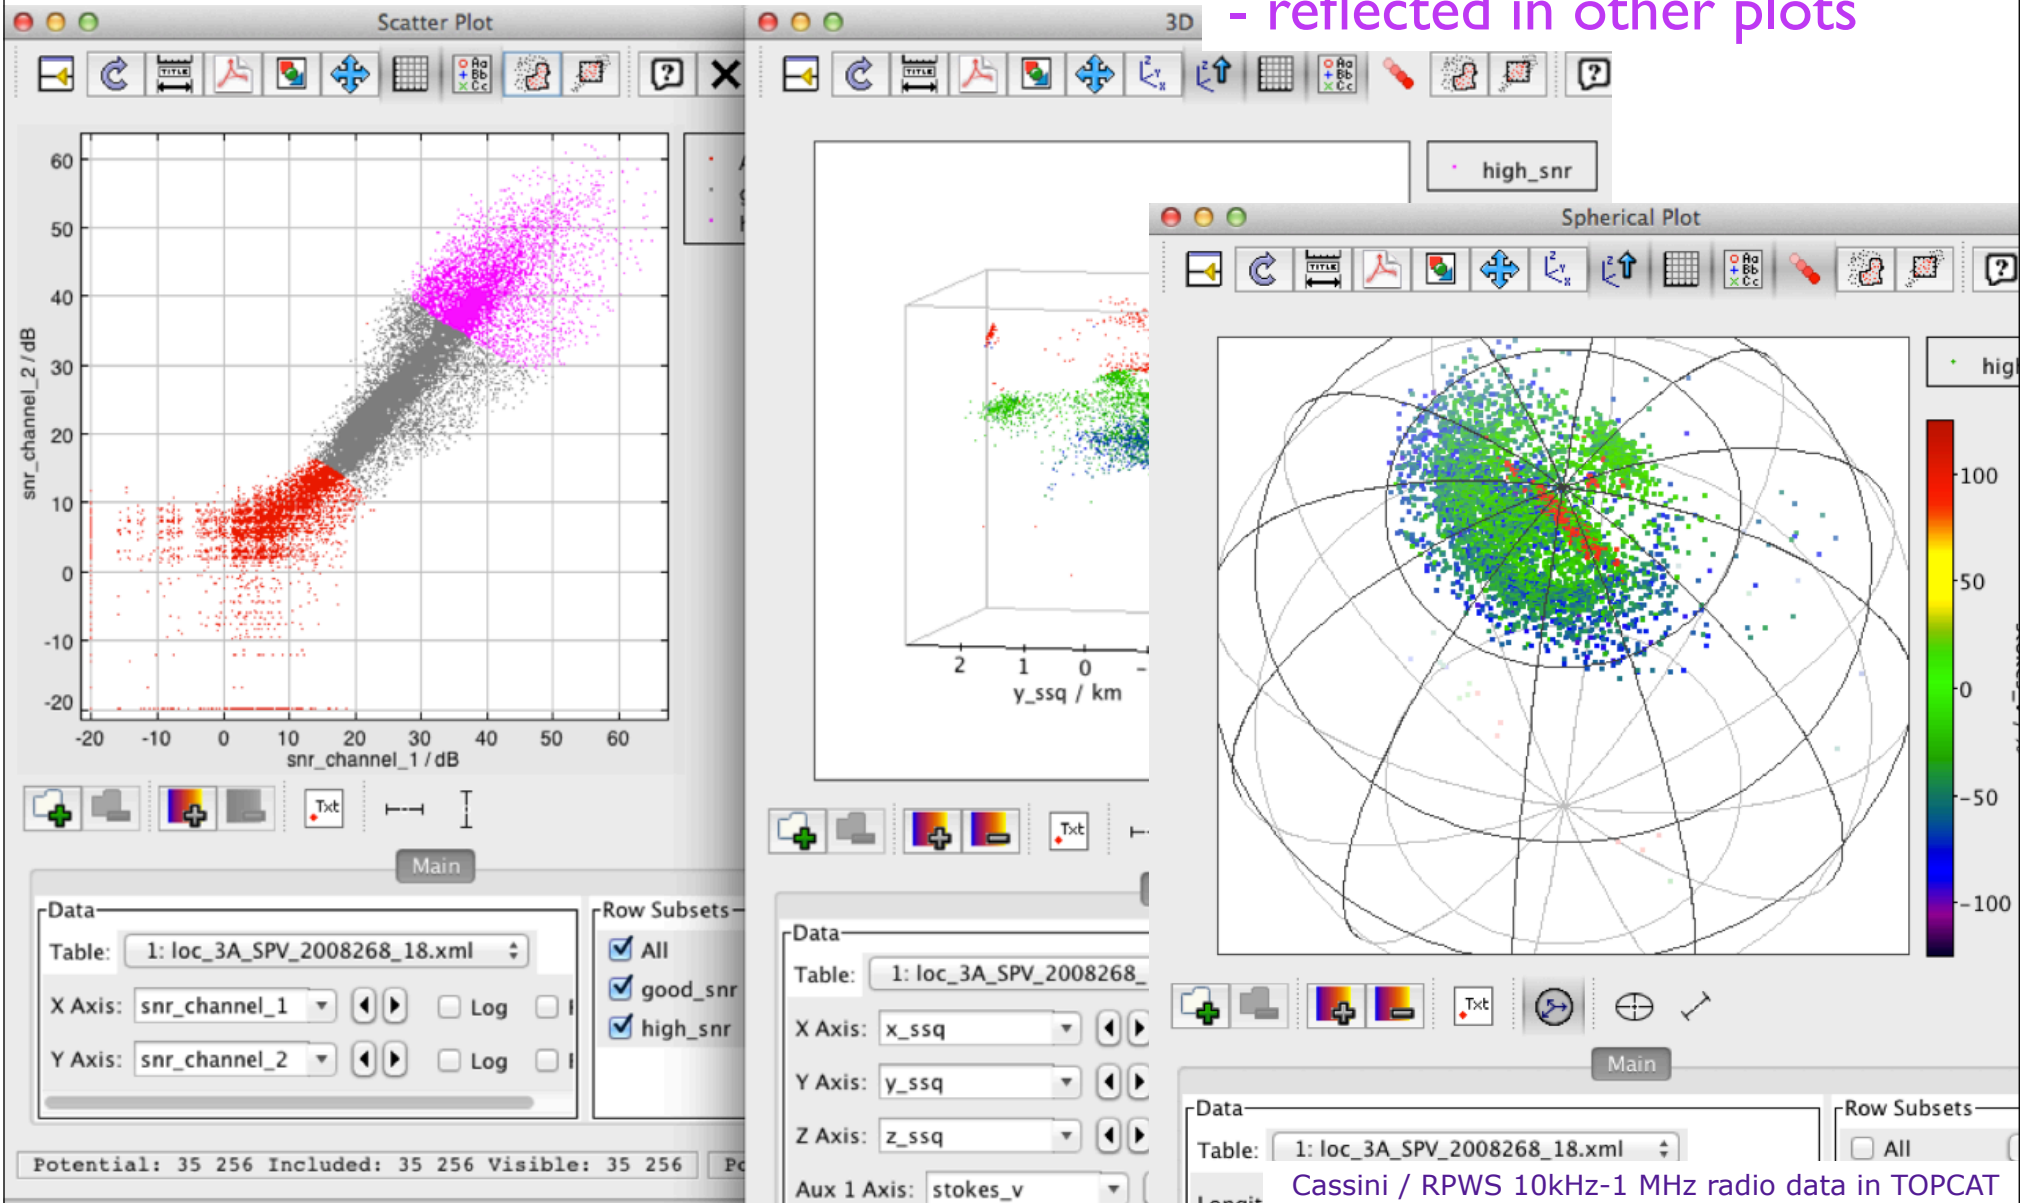 - reflected in other plots
Scatter Plot
60
50
40
30
20
10
0
-10
-20
snr_channel_2 / dB
-20 -10 0 10 20 30 40 50 60
snr_channel_1 / dB
Txt
Main
Data
Table: 1: loc_3A_SPV_2008268_18.xml
X Axis: snr_channel_1 Log
Y Axis: snr_channel_2 Log
Row Subsets
All
good_snr
high_snr
Potential: 35 256 Included: 35 256 Visible: 35 256
3D
high_snr
2 1 0
y_ssq / km
Txt
Data
Table: 1: loc_3A_SPV_2008268_
X Axis: x_ssq
Y Axis: y_ssq
Z Axis: z_ssq
Aux 1 Axis: stokes_v
Spherical Plot
100
50
0
-50
-100
Txt
Main
Data
Table: 1: loc_3A_SPV_2008268_18.xml
Row Subsets
All
Cassini / RPWS 10kHz-1 MHz radio data in TOPCAT